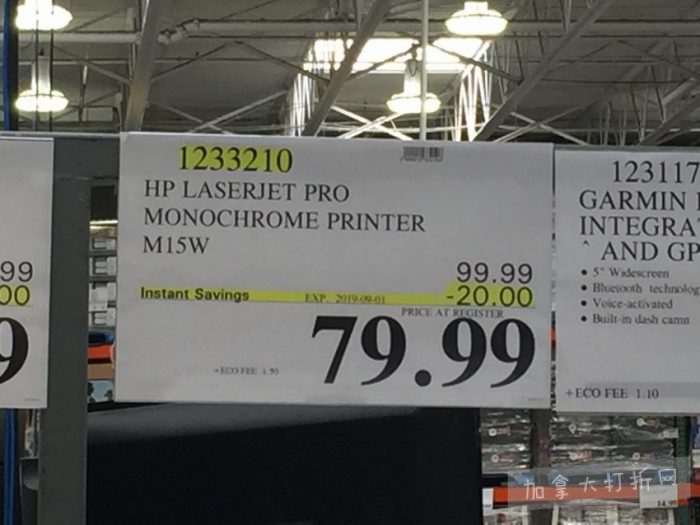 1233210
HP LASERJET PRO
MONOCHROME PRINTER
M15W
99.99
Instant Savings EXP. 2019-09-01 -20.00
PRICE AT REGISTER
79.99
+ECO FEE 1.50
99
00
9
123117
GARMIN
INTEGRA
^ AND GP
• 5" Widescreen
• Bluetooth technolog
• Voice-activated
• Built-in dash camn
+ECO FEE 1.10
加拿大打折网